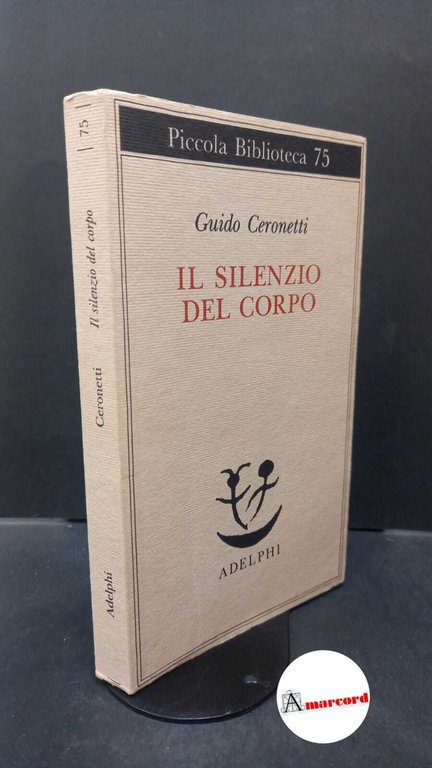 Piccola Biblioteca 75
Guido Ceronetti
IL SILENZIO
DEL CORPO
ADELPHI
| 75 |
Il silenzio del corpo
Ceronetti
Adelphi
Amarcord